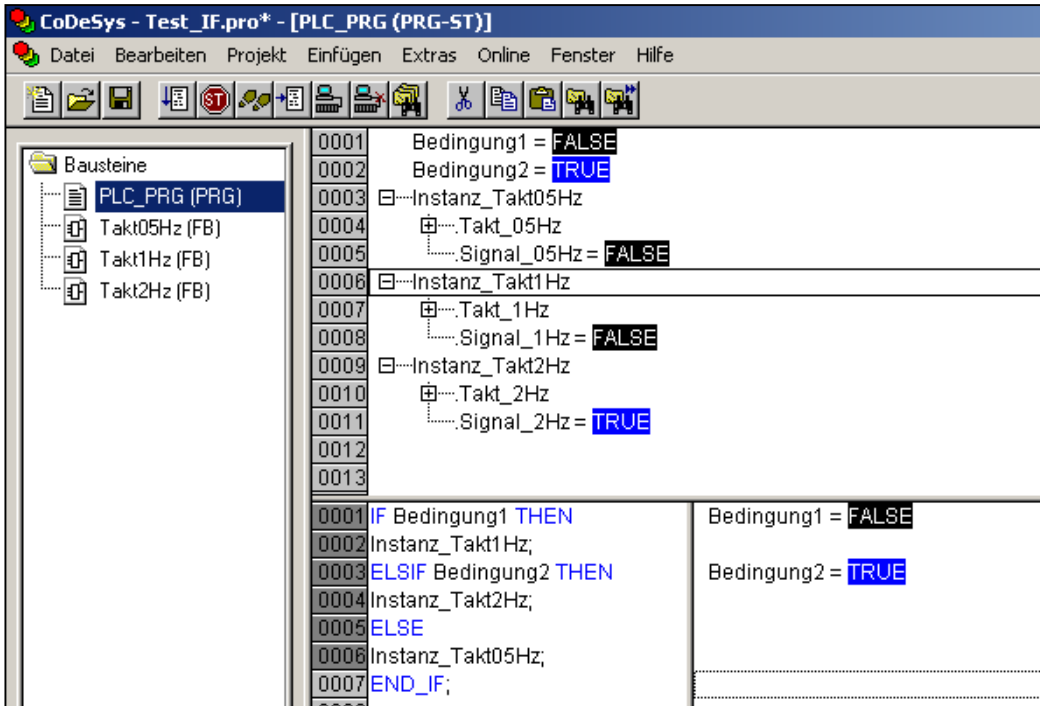 CoDeSys - Test_IF.pro* - [PLC_PRG (PRG-ST)]
Datei Bearbeiten Projekt Einfügen Extras Online Fenster Hilfe
ST
Bausteine
PLC_PRG (PRG)
Takt05Hz (FB)
Takt1Hz (FB)
Takt2Hz (FB)
0001 Bedingung1 = FALSE
0002 Bedingung2 = TRUE
0003 Instanz_Takt05Hz
0004 .Takt_05Hz
0005 .Signal_05Hz = FALSE
0006 Instanz_Takt1Hz
0007 .Takt_1Hz
0008 .Signal_1Hz = FALSE
0009 Instanz_Takt2Hz
0010 .Takt_2Hz
0011 .Signal_2Hz = TRUE
0012
0013
0001 IF Bedingung1 THEN Bedingung1 = FALSE
0002 Instanz_Takt1Hz;
0003 ELSIF Bedingung2 THEN Bedingung2 = TRUE
0004 Instanz_Takt2Hz;
0005 ELSE
0006 Instanz_Takt05Hz;
0007 END_IF;